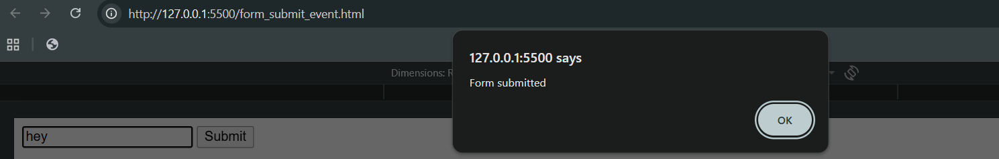 http://127.0.0.1:5500/form_submit_event.html
127.0.0.1:5500 says
Dimensions: R
Form submitted
OK
hey Submit